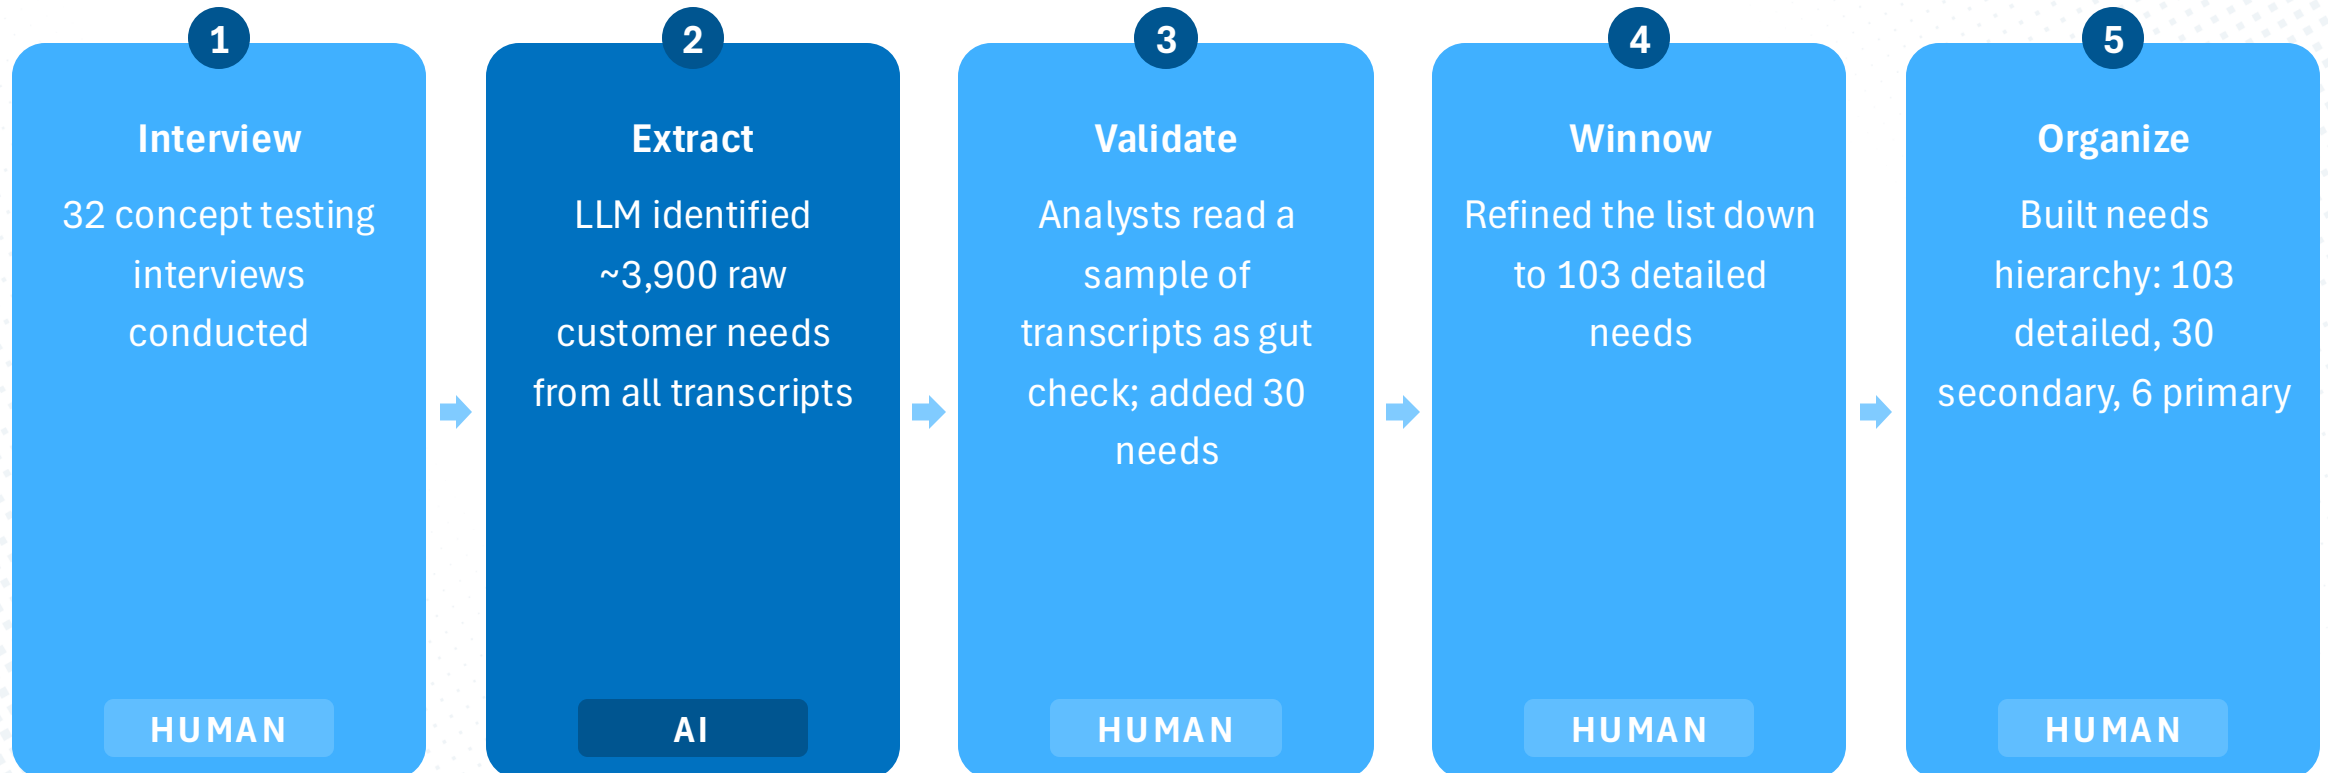 1
Interview
32 concept testing
interviews
conducted
HUMAN
2
Extract
LLM identified
~3,900 raw
customer needs
from all transcripts
AI
3
Validate
Analysts read a
sample of
transcripts as gut
check; added 30
needs
HUMAN
4
Winnow
Refined the list down
to 103 detailed
needs
HUMAN
5
Organize
Built needs
hierarchy: 103
detailed, 30
secondary, 6 primary
HUMAN